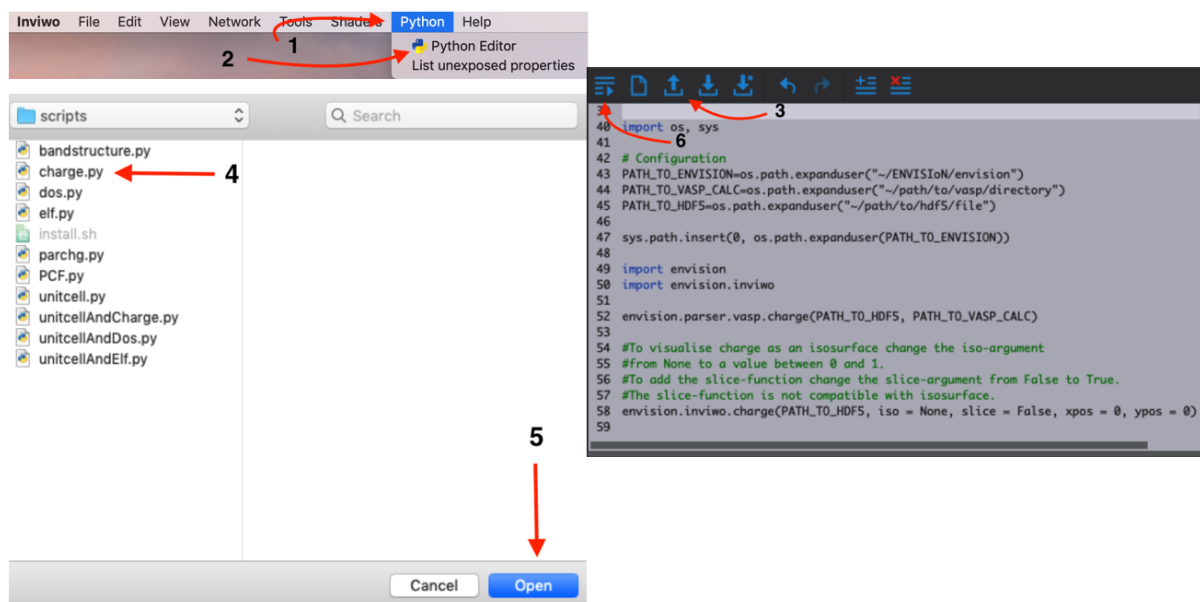 Inviwo File Edit View Network Tools Shaders Python Help
1
2
Python Editor
List unexposed properties
scripts
Search
bandstructure.py
charge.py
4
dos.py
elf.py
install.sh
parchg.py
PCF.py
unitcell.py
unitcellAndCharge.py
unitcellAndDos.py
unitcellAndElf.py
5
Cancel Open
3
6
39
40 import os, sys
41
42 # Configuration
43 PATH_TO_ENVISION=os.path.expanduser("~/ENVISIoN/envision")
44 PATH_TO_VASP_CALC=os.path.expanduser("~/path/to/vasp/directory")
45 PATH_TO_HDF5=os.path.expanduser("~/path/to/hdf5/file")
46
47 sys.path.insert(0, os.path.expanduser(PATH_TO_ENVISION))
48
49 import envision
50 import envision.inviwo
51
52 envision.parser.vasp.charge(PATH_TO_HDF5, PATH_TO_VASP_CALC)
53
54 #To visualise charge as an isosurface change the iso-argument
55 #from None to a value between 0 and 1.
56 #To add the slice-function change the slice-argument from False to True.
57 #The slice-function is not compatible with isosurface.
58 envision.inviwo.charge(PATH_TO_HDF5, iso = None, slice = False, xpos = 0, ypos = 0)
59